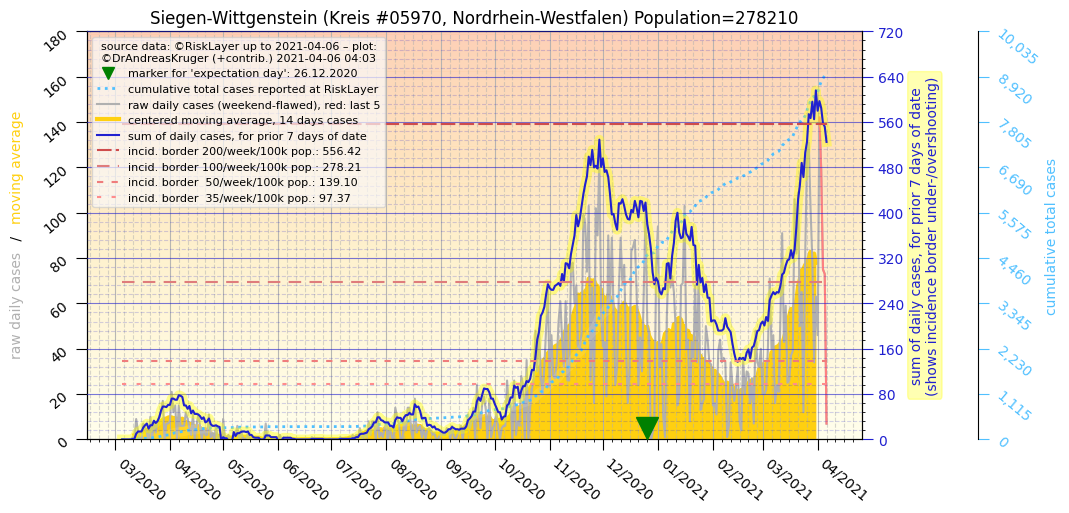 Siegen-Wittgenstein (Kreis #05970, Nordrhein-Westfalen) Population=278210
source data: ©RiskLayer up to 2021-04-06 – plot:
©DrAndreasKruger (+contrib.) 2021-04-06 04:03
marker for 'expectation day': 26.12.2020
cumulative total cases reported at RiskLayer
raw daily cases (weekend-flawed), red: last 5
centered moving average, 14 days cases
sum of daily cases, for prior 7 days of date
incid. border 200/week/100k pop.: 556.42
incid. border 100/week/100k pop.: 278.21
incid. border  50/week/100k pop.: 139.10
incid. border  35/week/100k pop.: 97.37
raw daily cases / moving average
180
160
140
120
100
80
60
40
20
0
03/2020
04/2020
05/2020
06/2020
07/2020
08/2020
09/2020
10/2020
11/2020
12/2020
01/2021
02/2021
03/2021
04/2021
720
640
560
480
400
320
240
160
80
0
sum of daily cases, for prior 7 days of date
(shows incidence border under-/overshooting)
10,035
8,920
7,805
6,690
5,575
4,460
3,345
2,230
1,115
0
cumulative total cases